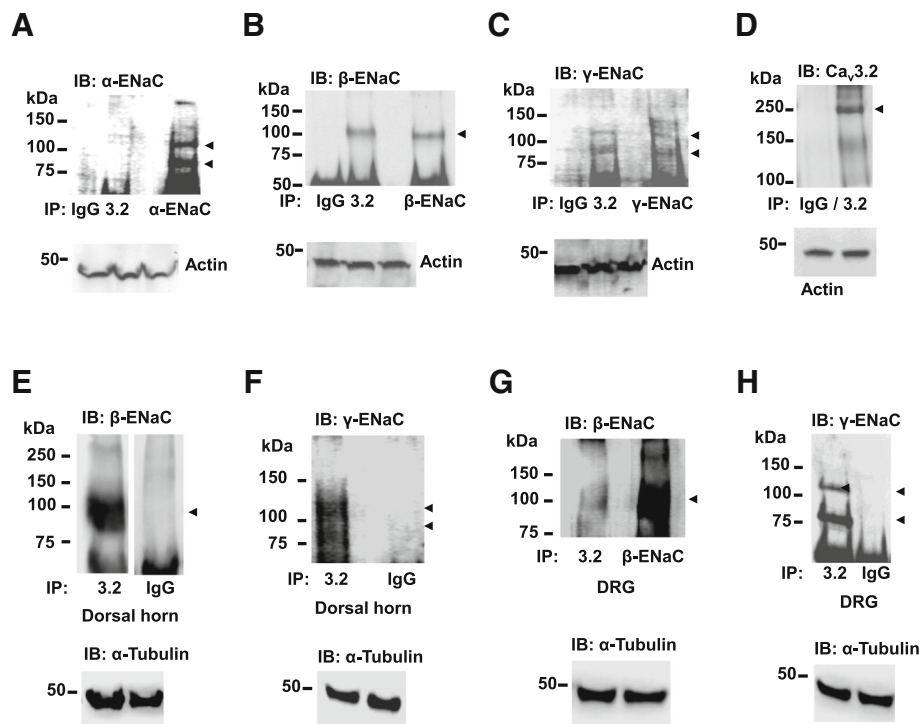 A
IB: α-ENaC
kDa
150
100
75
IP: IgG 3.2 α-ENaC
50
Actin
B
IB: β-ENaC
kDa
150
100
75
50
IP: IgG 3.2 β-ENaC
50
Actin
C
IB: γ-ENaC
kDa
150
100
75
IP: IgG 3.2 γ-ENaC
50
Actin
D
IB: Cav3.2
kDa
250
150
100
IP: IgG / 3.2
50
Actin
E
IB: β-ENaC
kDa
250
150
100
75
IP: 3.2 IgG
Dorsal horn
IB: α-Tubulin
50
F
IB: γ-ENaC
kDa
150
100
75
IP: 3.2 IgG
Dorsal horn
IB: α-Tubulin
50
G
IB: β-ENaC
kDa
150
100
75
IP: 3.2 β-ENaC
DRG
IB: α-Tubulin
50
H
IB: γ-ENaC
kDa
150
100
75
IP: 3.2 IgG
DRG
IB: α-Tubulin
50